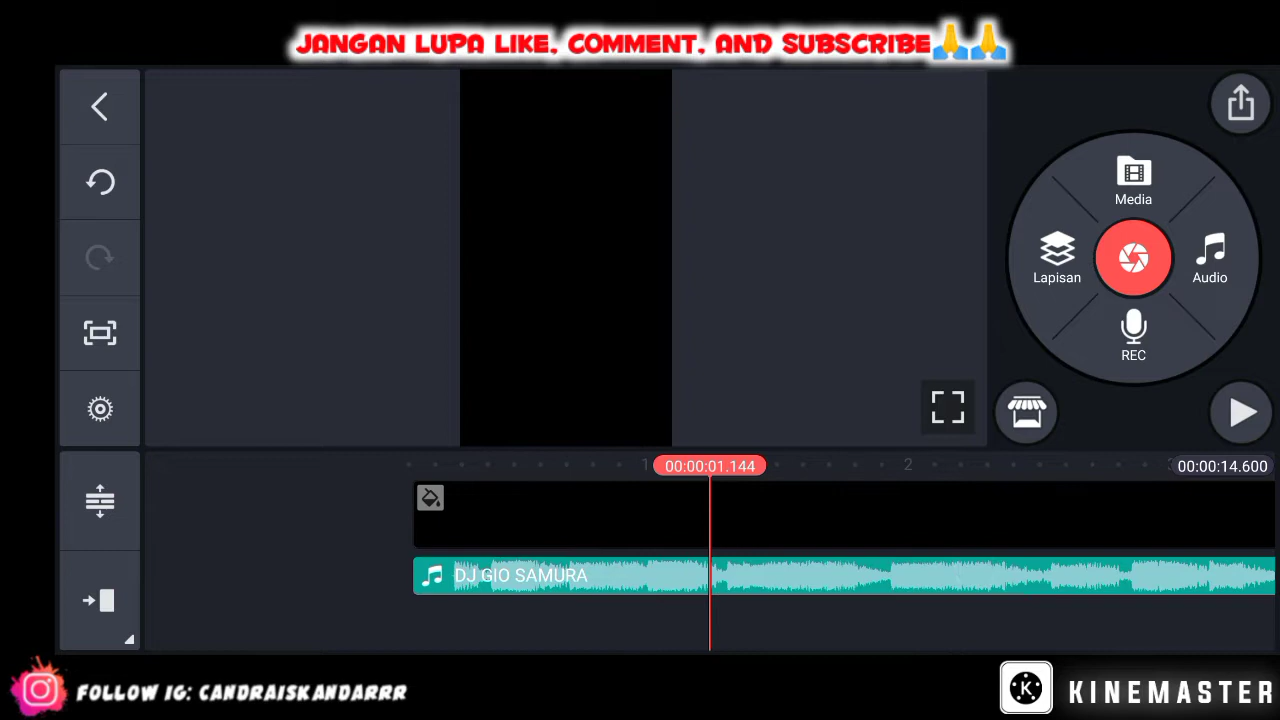 JANGAN LUPA LIKE, COMMENT, AND SUBSCRIBE🙏🙏
Media
Lapisan
Audio
REC
1
00:00:01.144
2
00:00:14.600
DJ GIO SAMURA
FOLLOW IG: CANDRAISKANDARRR
K
KINEMASTER